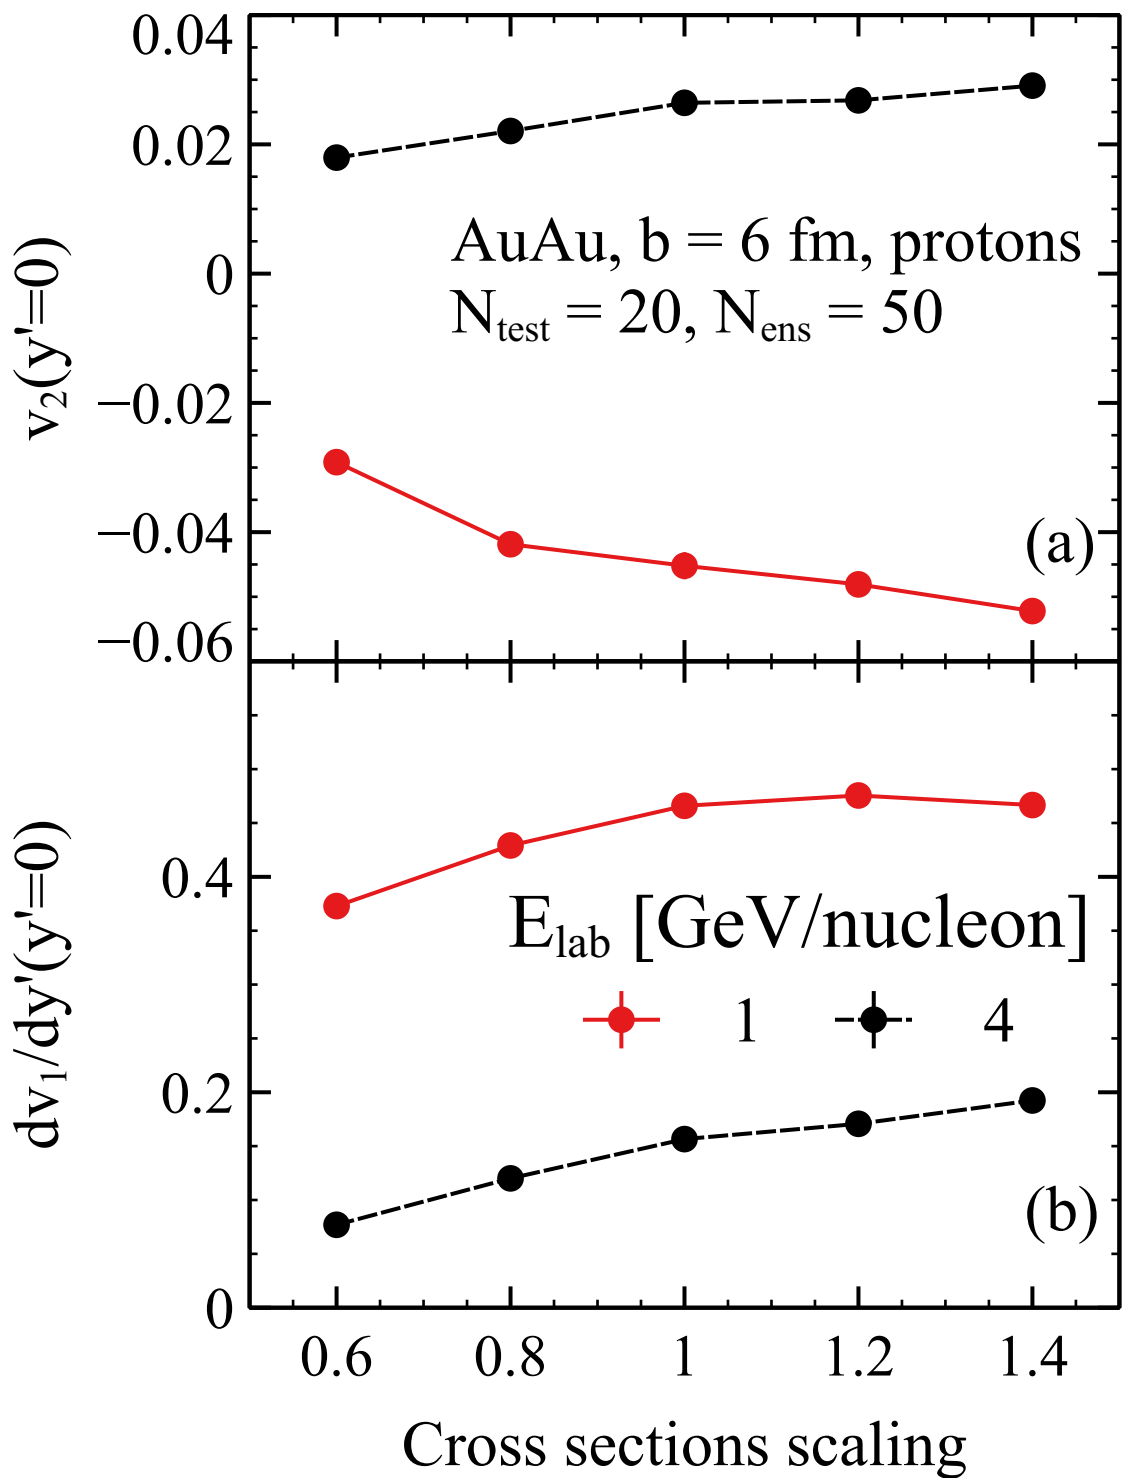 0.04
0.02
0
−0.02
−0.04
−0.06
v2(y'=0)
AuAu, b = 6 fm, protons
Ntest = 20, Nens = 50
(a)
0.4
0.2
0
dv1/dy'(y'=0)
Elab [GeV/nucleon]
1 4
(b)
0.6 0.8 1 1.2 1.4
Cross sections scaling